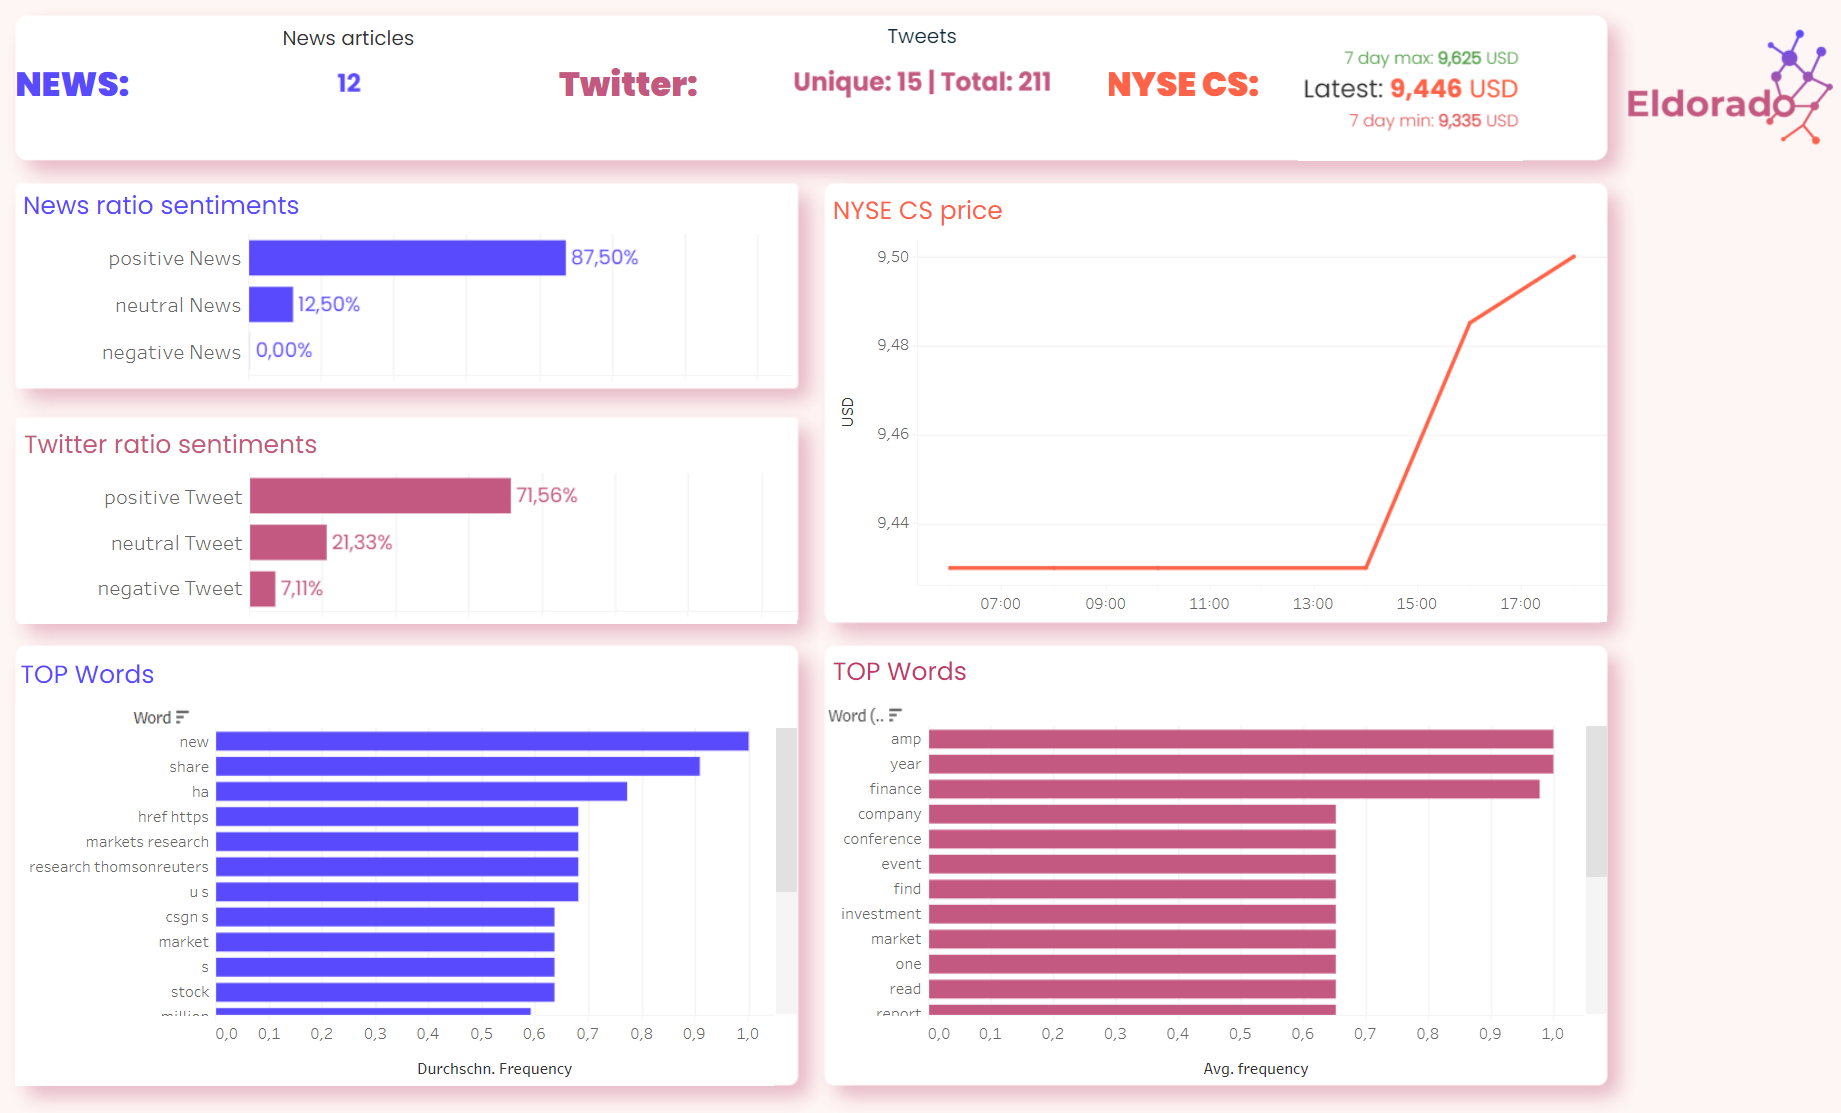 News articles
NEWS:
12
Tweets
Twitter:
Unique: 15 | Total: 211
NYSE CS:
7 day max: 9,625 USD
Latest: 9,446 USD
7 day min: 9,335 USD
Eldorado
News ratio sentiments
positive News 87,50%
neutral News 12,50%
negative News 0,00%
Twitter ratio sentiments
positive Tweet 71,56%
neutral Tweet 21,33%
negative Tweet 7,11%
NYSE CS price
9,50
9,48
9,46
9,44
USD
07:00 09:00 11:00 13:00 15:00 17:00
TOP Words
Word
new
share
ha
href https
markets research
research thomsonreuters
u s
csgn s
market
s
stock
million
0,0 0,1 0,2 0,3 0,4 0,5 0,6 0,7 0,8 0,9 1,0
Durchschn. Frequency
TOP Words
Word (..
amp
year
finance
company
conference
event
find
investment
market
one
read
report
0,0 0,1 0,2 0,3 0,4 0,5 0,6 0,7 0,8 0,9 1,0
Avg. frequency